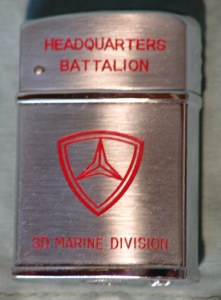 HEADQUARTERS
BATTALION
3D MARINE DIVISION